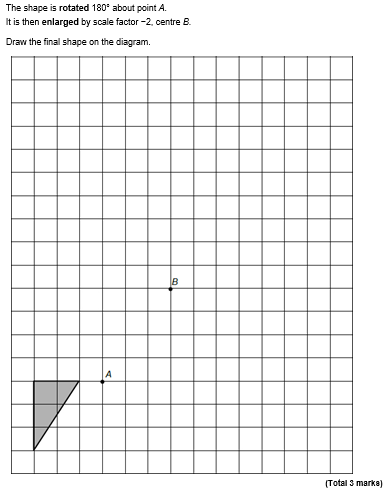 The shape is rotated 180° about point A.
It is then enlarged by scale factor −2, centre B.
Draw the final shape on the diagram.
B
A
(Total 3 marks)